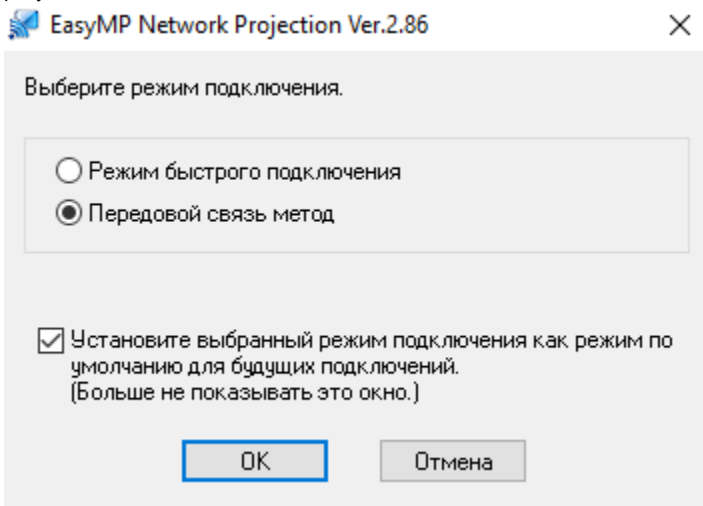 EasyMP Network Projection Ver.2.86
Выберите режим подключения.
Режим быстрого подключения
Передовой связь метод
Установите выбранный режим подключения как режим по
умолчанию для будущих подключений.
(Больше не показывать это окно.)
OK Отмена